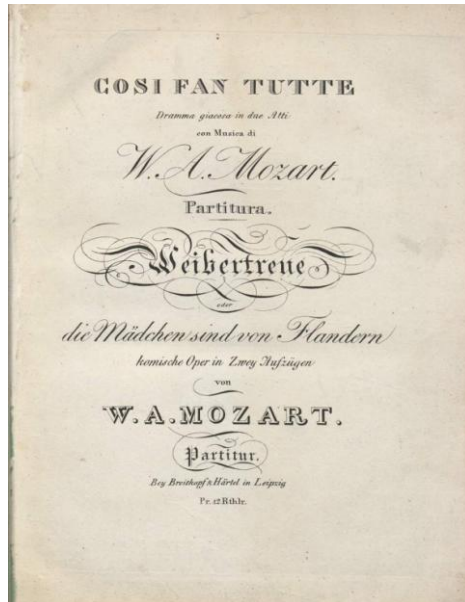 COSI FAN TUTTE
Dramma giocoso in due Atti
con Musica di
W. A. Mozart.
Partitura.
Weibertreue
oder
die Mädchen sind von Flandern
komische Oper in Zwey Aufzügen
von
W. A. MOZART.
Partitur.
Bey Breitkopf & Härtel in Leipzig
Pr. 12 Rthlr.